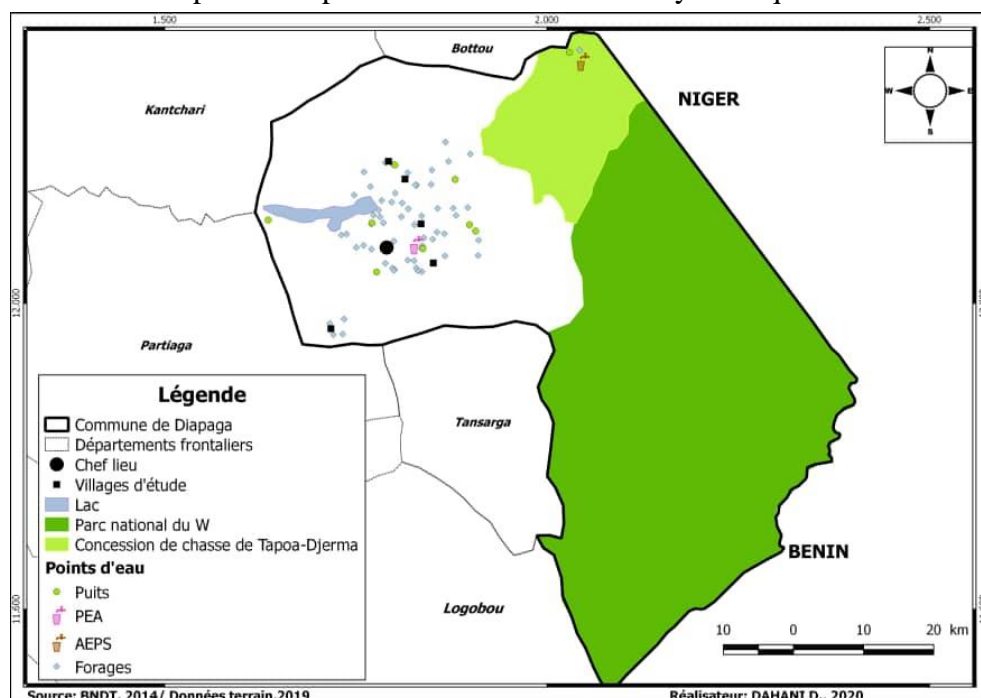 1.500 2.000 2.500
Bottou
N
W E
S
NIGER
Kantchari
12.000
Partiaga
Tansarga
BENIN
Logobou
11.600
Légende
Commune de Diapaga
Départements frontaliers
Chef lieu
Villages d'étude
Lac
Parc national du W
Concession de chasse de Tapoa-Djerma
Points d'eau
Puits
PEA
AEPS
Forages
10 0 10 20 km
Source: BNDT, 2014/ Données terrain,2019 Réalisateur: DAHANI D., 2020